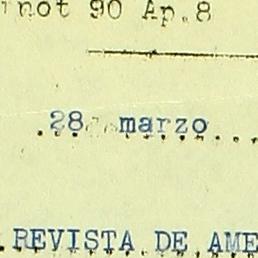 not 90 Ap.8
28 marzo
REVISTA DE AME